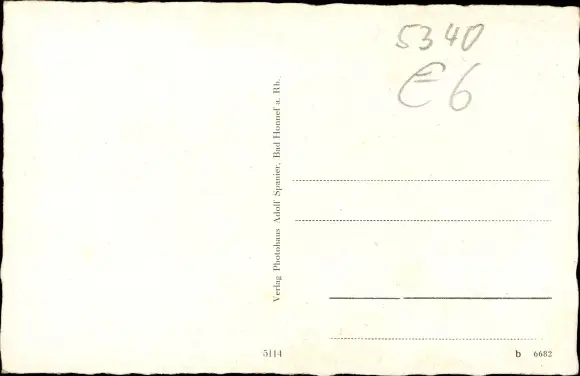 5340
€6
Verlag Photohaus Adolf Spanier, Bad Honnef a. Rh.
5114
b 6682